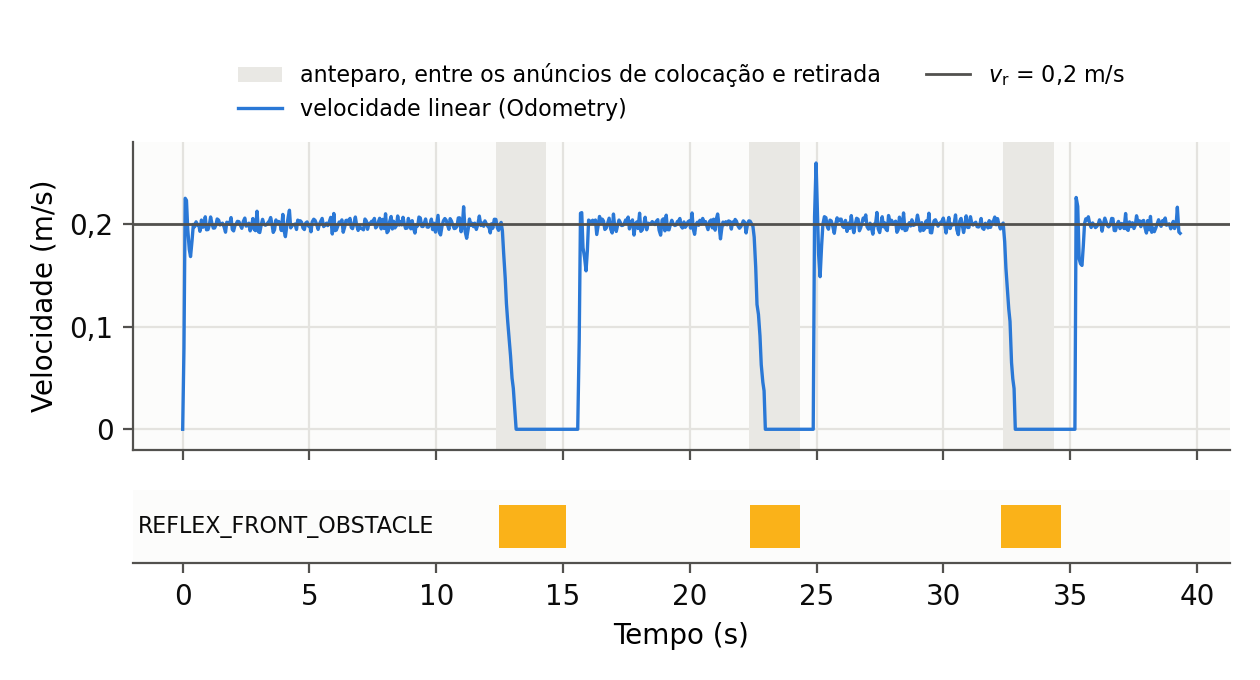 anteparo, entre os anúncios de colocação e retirada
v_r = 0,2 m/s
velocidade linear (Odometry)
Velocidade (m/s)
0,2
0,1
0
REFLEX_FRONT_OBSTACLE
0 5 10 15 20 25 30 35 40
Tempo (s)